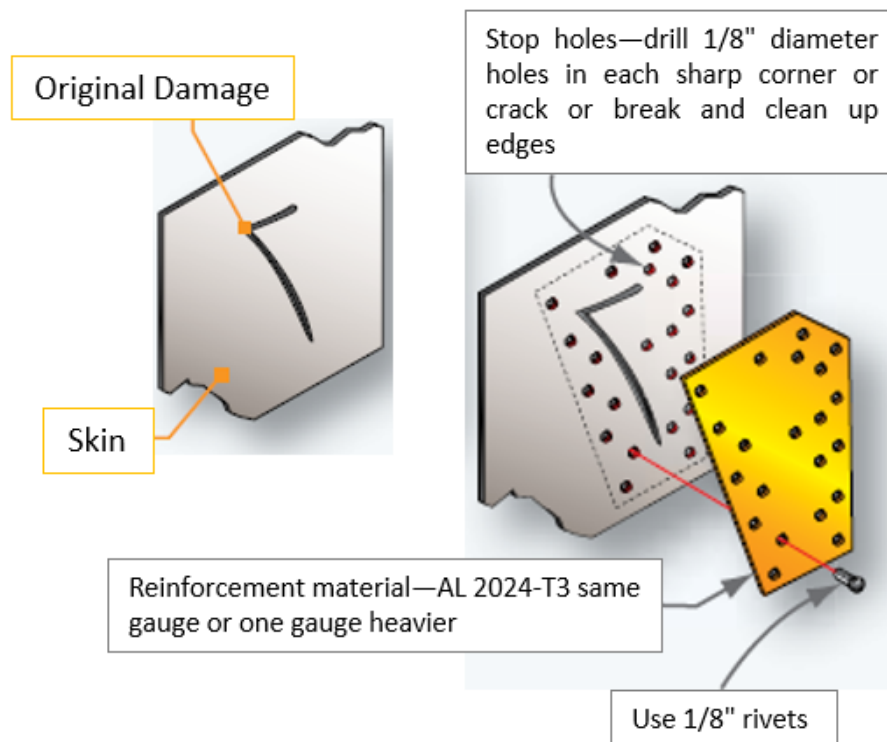 Original Damage
Skin
Stop holes—drill 1/8" diameter
holes in each sharp corner or
crack or break and clean up
edges
Reinforcement material—AL 2024-T3 same
gauge or one gauge heavier
Use 1/8" rivets